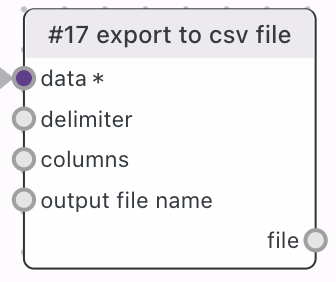 #17 export to csv file
data *
delimiter
columns
output file name
file